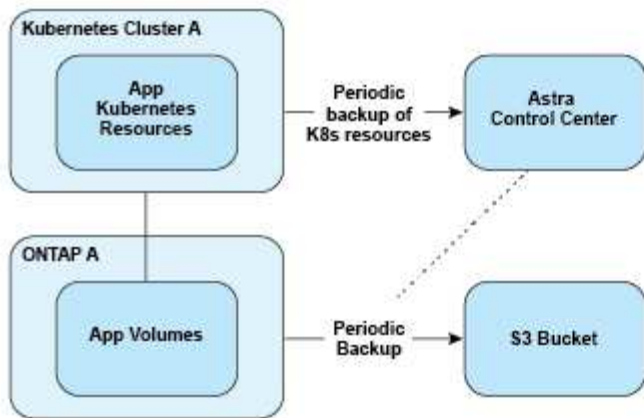 Kubernetes Cluster A
App
Kubernetes
Resources
Periodic
backup of
K8s resources
Astra
Control Center
ONTAP A
App Volumes
Periodic
Backup
S3 Bucket